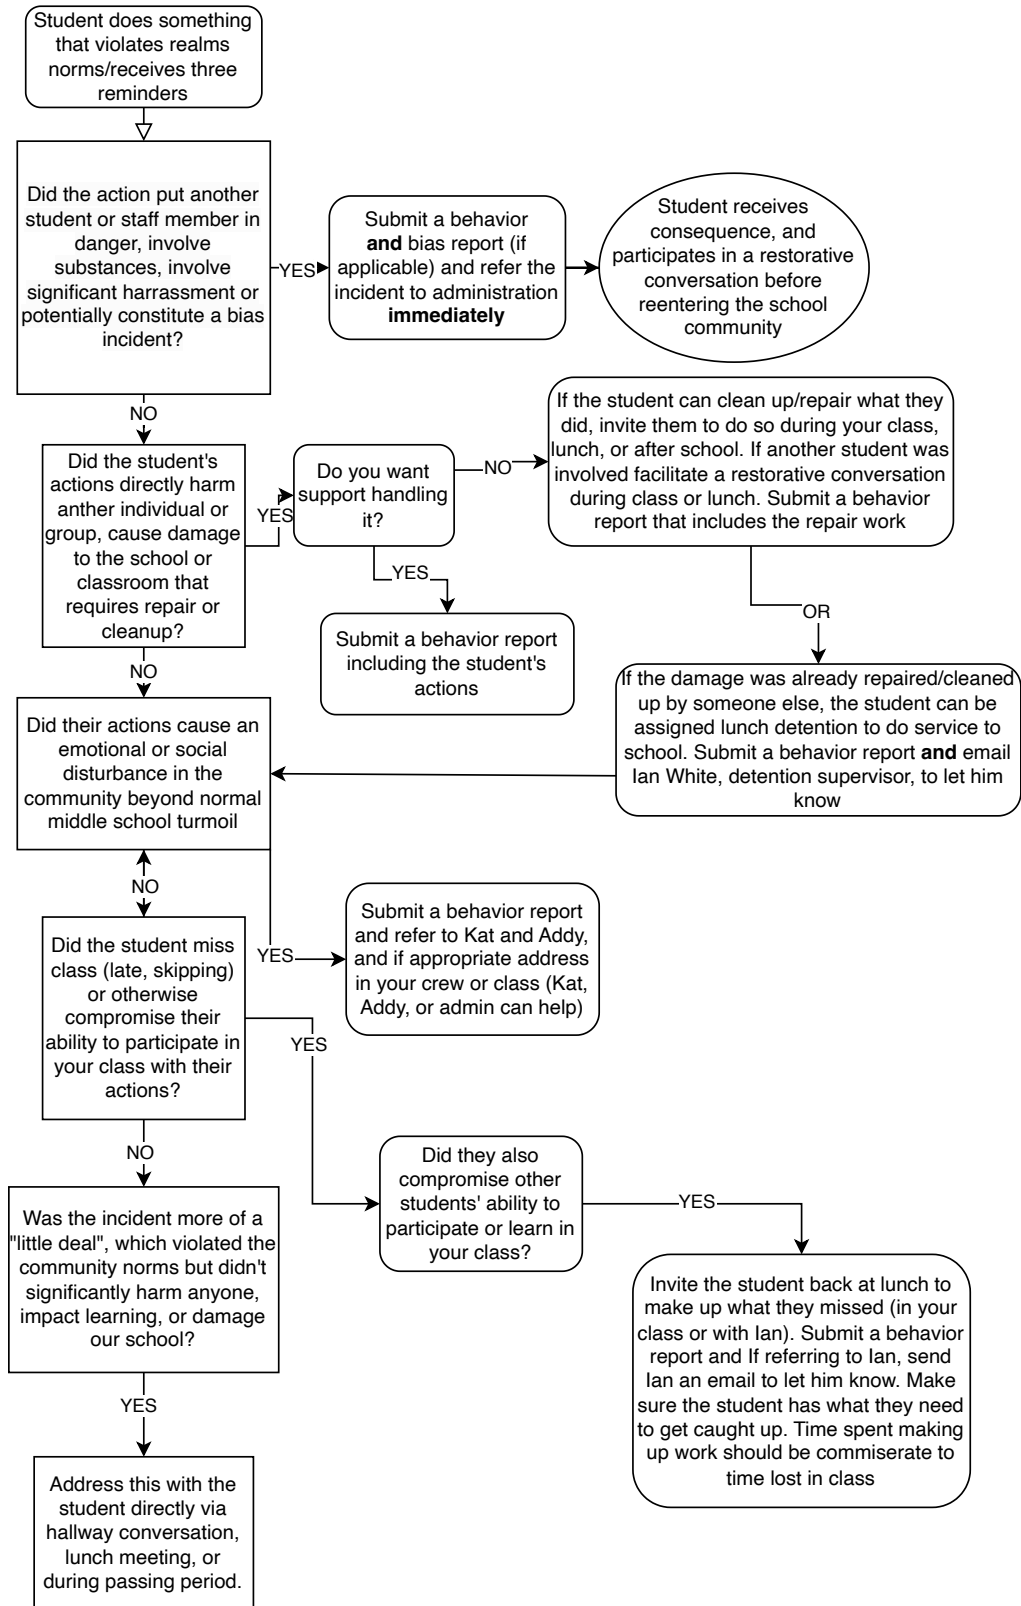 Student does something
that violates realms
norms/receives three
reminders
Did the action put another
student or staff member in
danger, involve
substances, involve
significant harrassment or
potentially constitute a bias
incident?
YES
Submit a behavior
and bias report (if
applicable) and refer the
incident to administration
immediately
Student receives
consequence, and
participates in a restorative
conversation before
reentering the school
community
NO
Did the student's
actions directly harm
anther individual or
group, cause damage
to the school or
classroom that
requires repair or
cleanup?
YES
Do you want
support handling
it?
NO
If the student can clean up/repair what they
did, invite them to do so during your class,
lunch, or after school. If another student was
involved facilitate a restorative conversation
during class or lunch. Submit a behavior
report that includes the repair work
YES
Submit a behavior report
including the student's
actions
OR
If the damage was already repaired/cleaned
up by someone else, the student can be
assigned lunch detention to do service to
school. Submit a behavior report and email
Ian White, detention supervisor, to let him
know
NO
Did their actions cause an
emotional or social
disturbance in the
community beyond normal
middle school turmoil
YES
Submit a behavior report
and refer to Kat and Addy,
and if appropriate address
in your crew or class (Kat,
Addy, or admin can help)
NO
Did the student miss
class (late, skipping)
or otherwise
compromise their
ability to participate in
your class with their
actions?
YES
Did they also
compromise other
students' ability to
participate or learn in
your class?
YES
Invite the student back at lunch to
make up what they missed (in your
class or with Ian). Submit a behavior
report and If referring to Ian, send
Ian an email to let him know. Make
sure the student has what they need
to get caught up. Time spent making
up work should be commiserate to
time lost in class
NO
Was the incident more of a
"little deal", which violated the
community norms but didn't
significantly harm anyone,
impact learning, or damage
our school?
YES
Address this with the
student directly via
hallway conversation,
lunch meeting, or
during passing period.